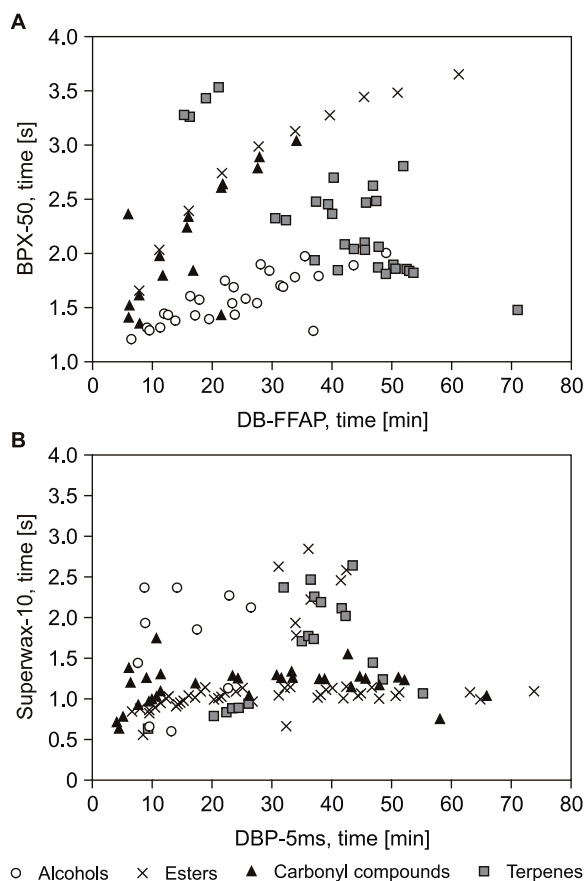 A
4.0
3.5
3.0
2.5
2.0
1.5
1.0
BPX-50, time [s]
0 10 20 30 40 50 60 70 80
DB-FFAP, time [min]
B
4.0
3.5
3.0
2.5
2.0
1.5
1.0
0.5
0
Superwax-10, time [s]
0 10 20 30 40 50 60 70 80
DBP-5ms, time [min]
Alcohols Esters Carbonyl compounds Terpenes